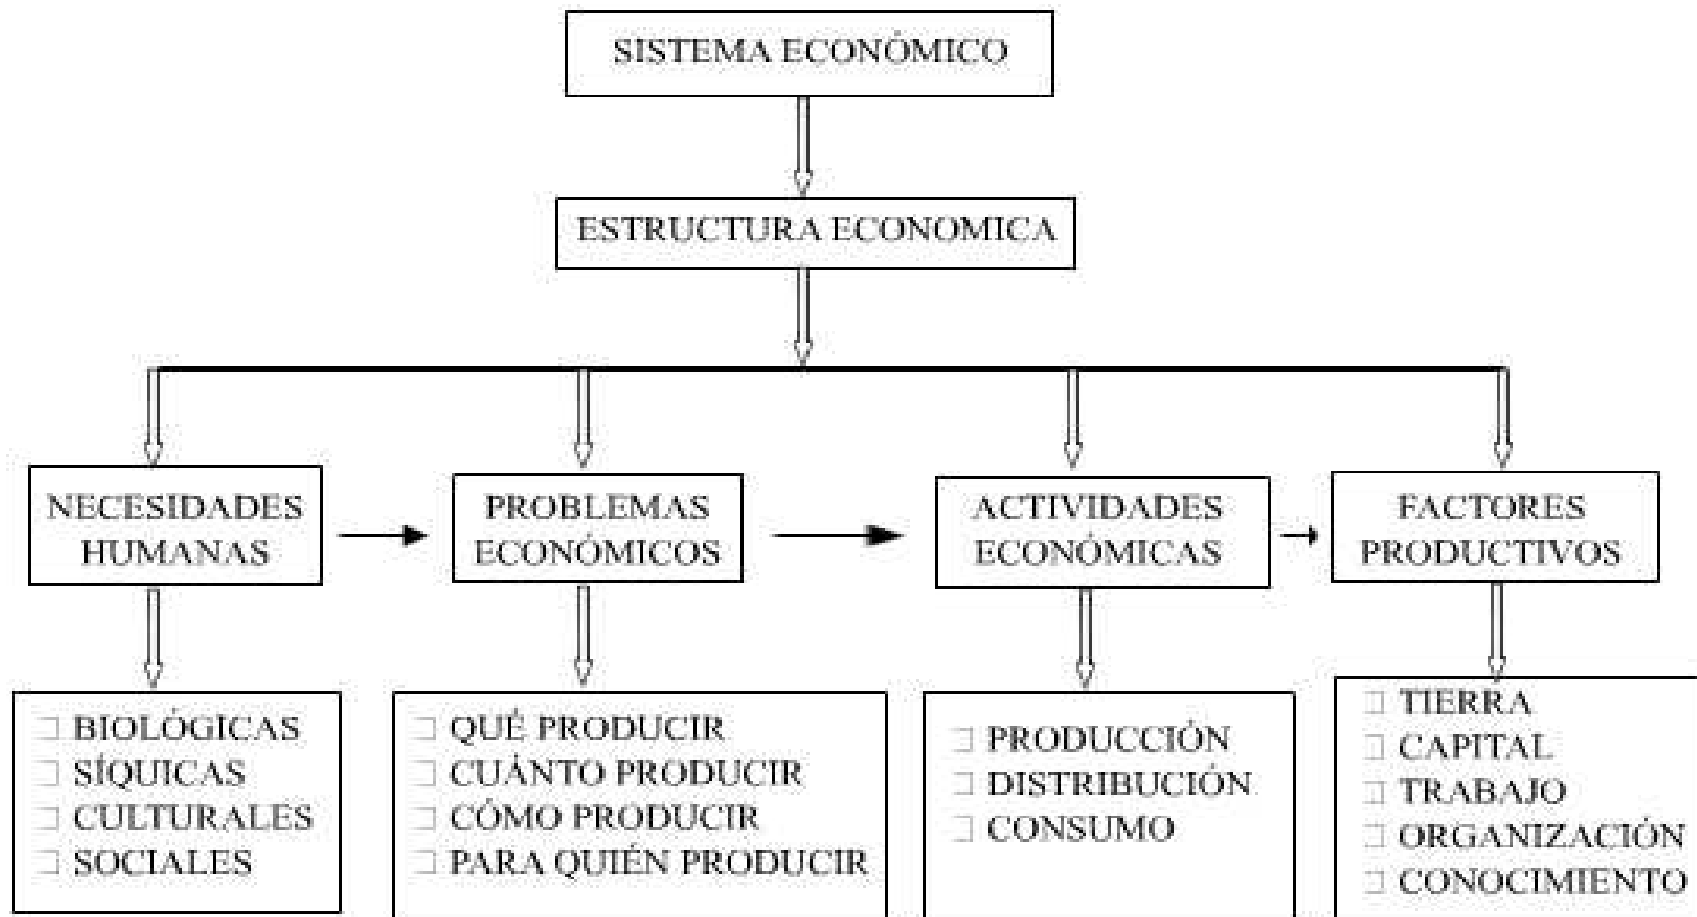 SISTEMA ECONÓMICO
ESTRUCTURA ECONOMICA
NECESIDADES
HUMANAS
PROBLEMAS
ECONÓMICOS
ACTIVIDADES
ECONÓMICAS
FACTORES
PRODUCTIVOS
BIOLÓGICAS
SÍQUICAS
CULTURALES
SOCIALES
QUÉ PRODUCIR
CUÁNTO PRODUCIR
CÓMO PRODUCIR
PARA QUIÉN PRODUCIR
PRODUCCIÓN
DISTRIBUCIÓN
CONSUMO
TIERRA
CAPITAL
TRABAJO
ORGANIZACIÓN
CONOCIMIENTO